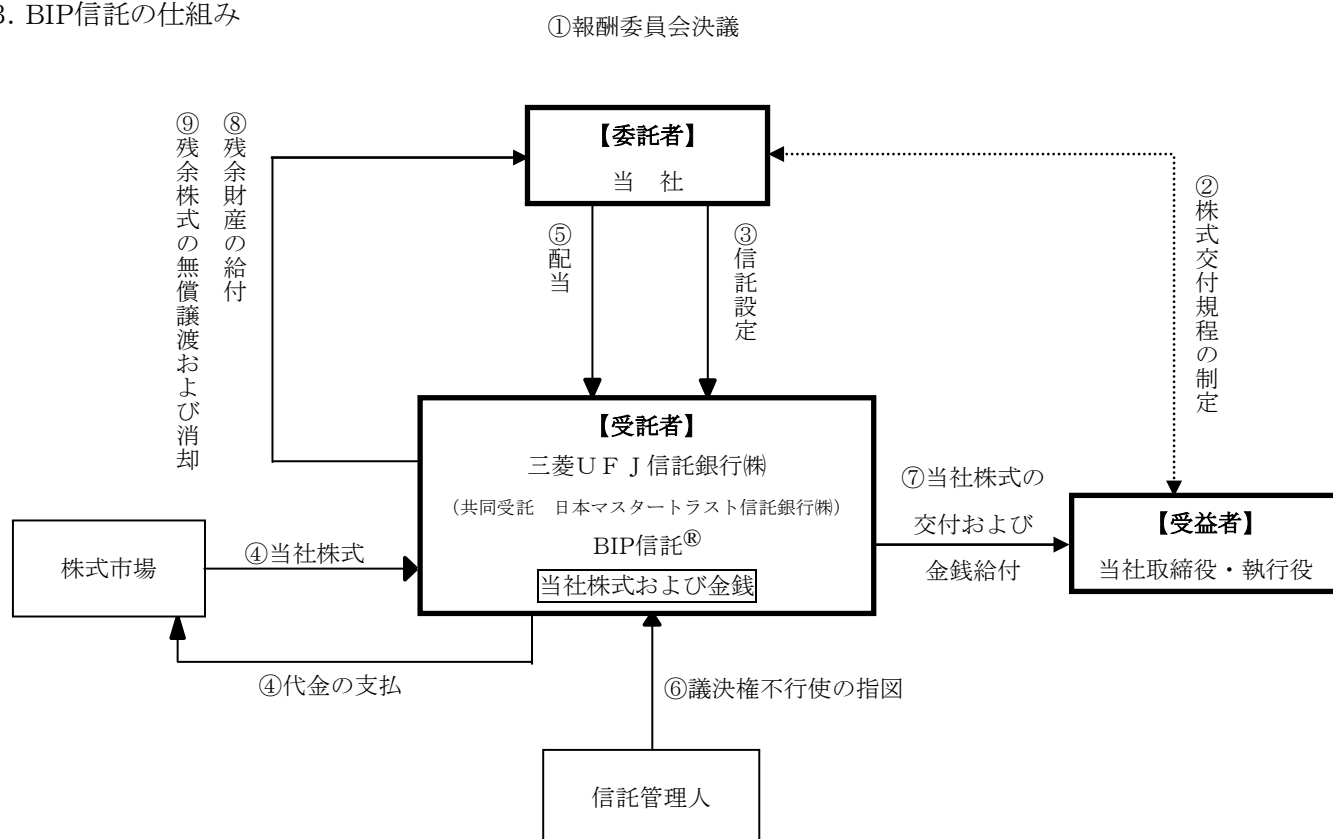 3. BIP信託の仕組み
①報酬委員会決議
【委託者】
当　社
⑨残余株式の無償譲渡および消却
⑧残余財産の給付
⑤配当
③信託設定
②株式交付規程の制定
【受託者】
三菱ＵＦＪ信託銀行㈱
(共同受託　日本マスタートラスト信託銀行㈱)
BIP信託®
当社株式および金銭
株式市場
④当社株式
④代金の支払
⑦当社株式の
交付および
金銭給付
【受益者】
当社取締役・執行役
⑥議決権不行使の指図
信託管理人